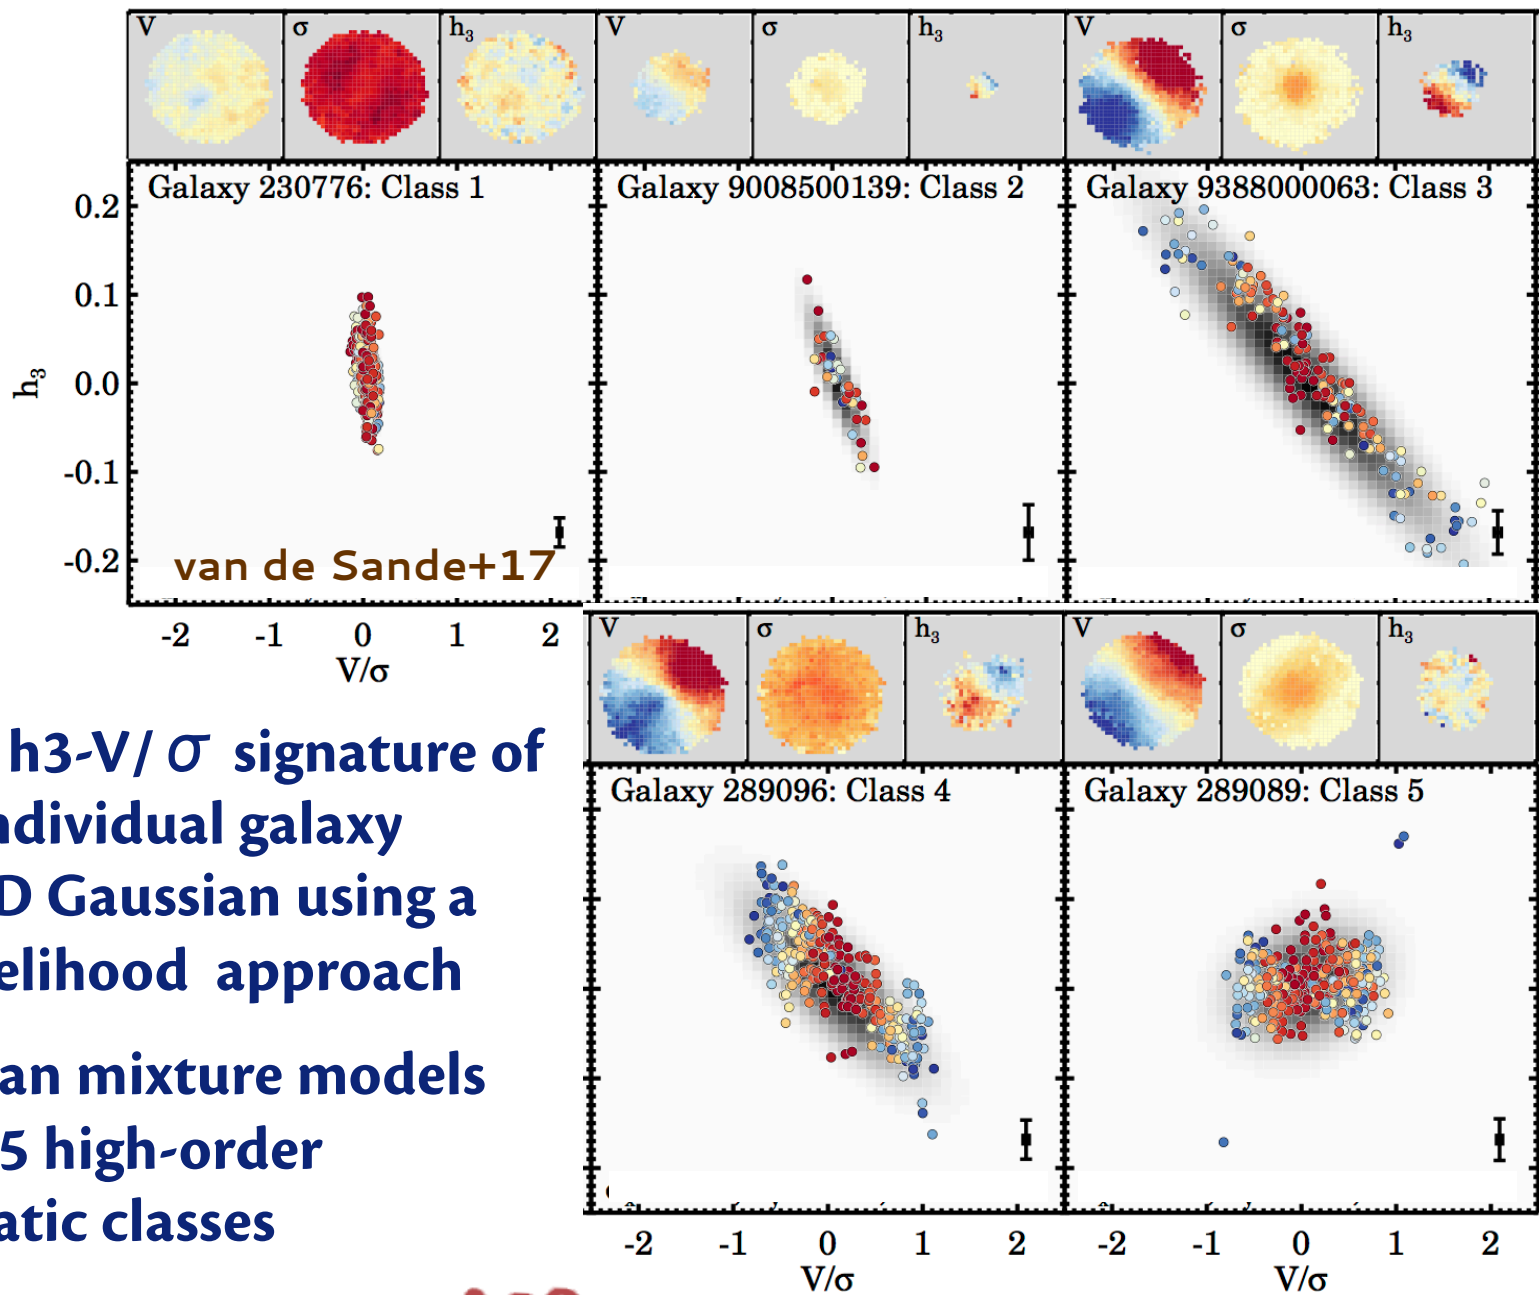 V σ h₃ V σ h₃ V σ h₃
Galaxy 230776: Class 1
Galaxy 9008500139: Class 2
Galaxy 9388000063: Class 3
0.2
0.1
0.0
-0.1
-0.2
h₃
van de Sande+17
-2 -1 0 1 2
V/σ
V σ h₃ V σ h₃
Galaxy 289096: Class 4
Galaxy 289089: Class 5
-2 -1 0 1 2
V/σ
-2 -1 0 1 2
V/σ
h3-V/σ signature of
ndividual galaxy
D Gaussian using a
elihood approach
an mixture models
5 high-order
atic classes